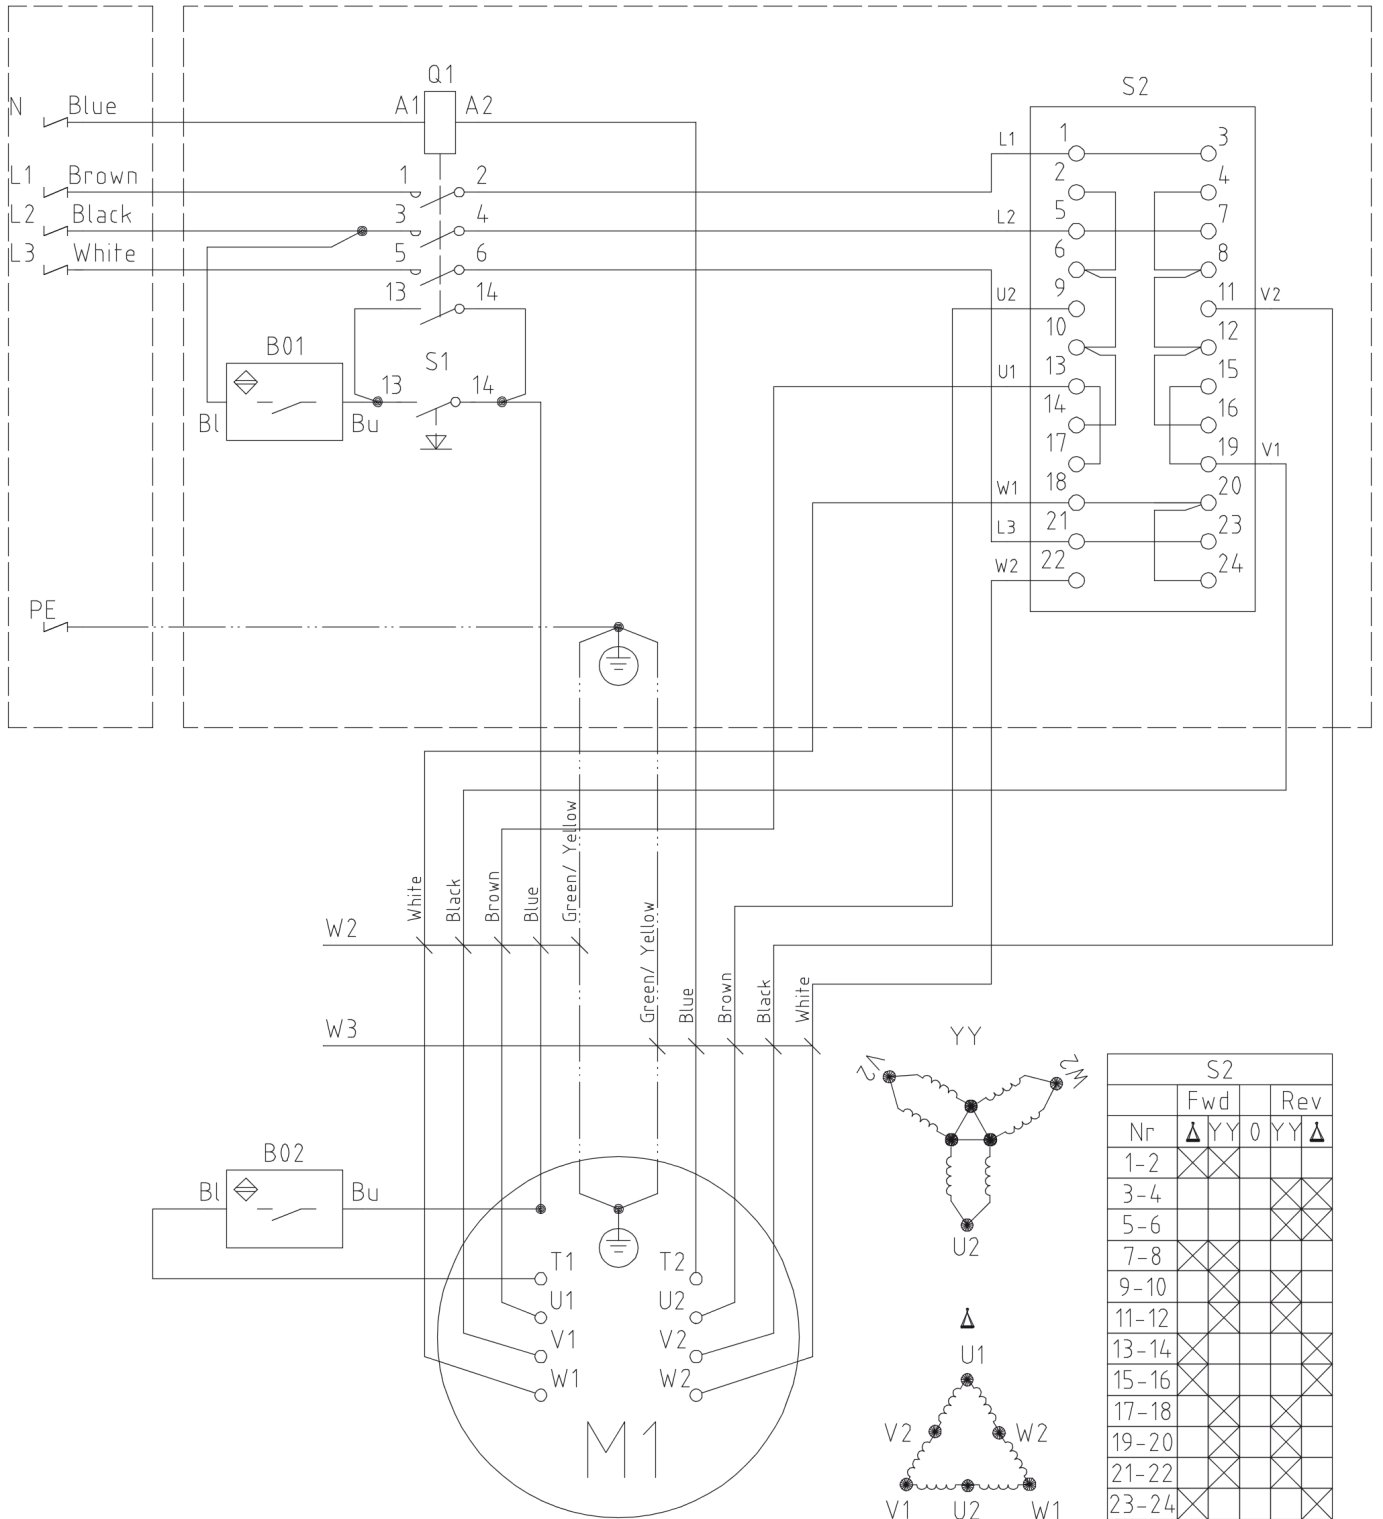 Q1
S2
N Blue A1 A2
L1 1 3
L1 Brown 1 2 2 4
L2 Black 3 4 L2 5 7
L3 White 5 6 6 8
13 14 U2 9 11 V2
10 12
B01 S1 U1 13 15
13 14 14 16
Bl Bu 17 19 V1
W1 18 20
L3 21 23
W2 22 24
PE
White Black Brown Blue Green/ Yellow
W2
Green/ Yellow Blue Brown Black White
W3
YY
V2 W2
U2
B02
Bl Bu
T1 T2
U1 U2
V1 V2
W1 W2
M1
Δ
U1
V2 W2
V1 U2 W1
S2
Fwd Rev
Nr Δ YY 0 YY Δ
1-2
3-4
5-6
7-8
9-10
11-12
13-14
15-16
17-18
19-20
21-22
23-24